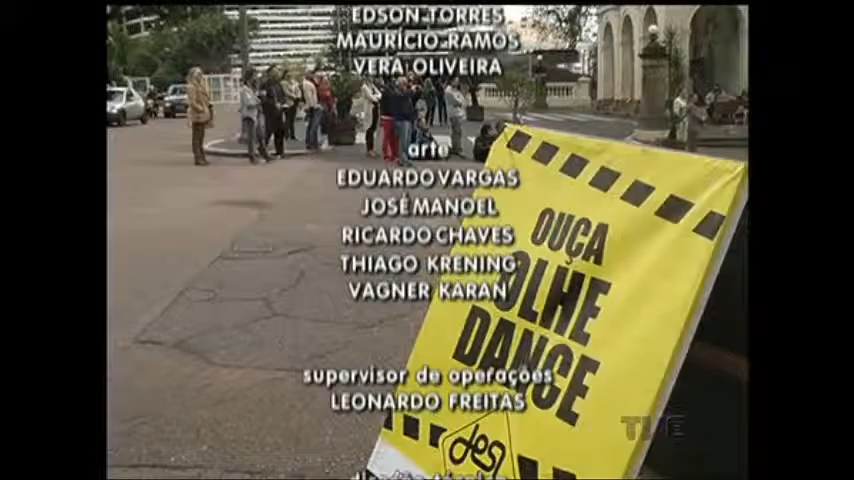 EDSON TORRES
MAURÍCIO RAMOS
VERA OLIVEIRA
arte
EDUARDO VARGAS
JOSÉ MANOEL
RICARDO CHAVES
THIAGO KRENING
VAGNER KARAN
supervisor de operações
LEONARDO FREITAS
OUÇA
OLHE
DANCE
TVE